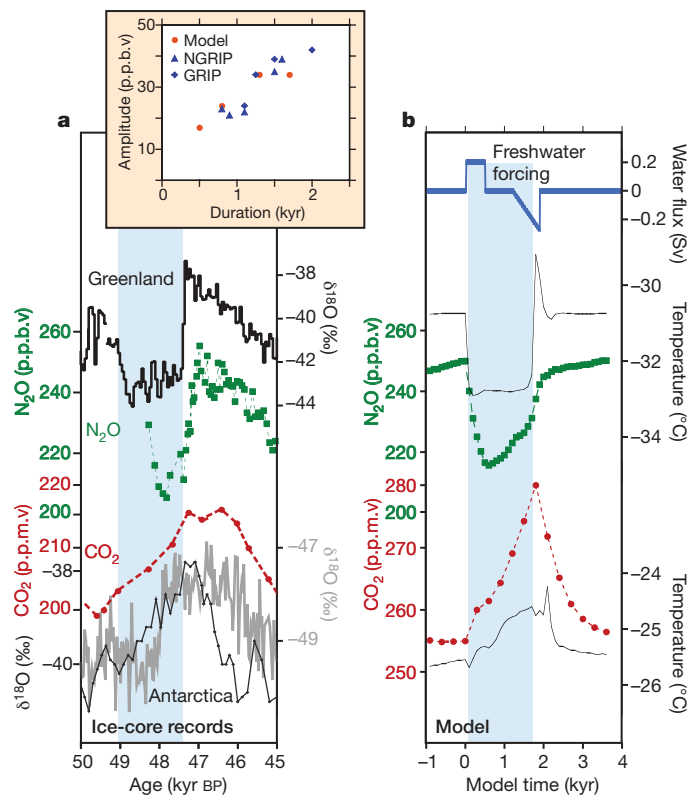 50
30
10
Amplitude (p.p.b.v)
Model
NGRIP
GRIP
0
1
2
Duration (kyr)
a
Greenland
–38
–40
–42
–44
δ18O (‰)
260
240
220
200
N2O (p.p.b.v)
N2O
220
210
200
CO2 (p.p.m.v)
CO2
–38
–40
δ18O (‰)
–47
–49
δ18O (‰)
Antarctica
Ice-core records
50 49 48 47 46 45
Age (kyr BP)
b
Freshwater
forcing
0.2
0
–0.2
Water flux (Sv)
–30
–32
–34
Temperature (°C)
260
240
220
200
N2O (p.p.b.v)
280
270
260
250
CO2 (p.p.m.v)
–24
–25
–26
Temperature (°C)
Model
–1 0 1 2 3 4
Model time (kyr)